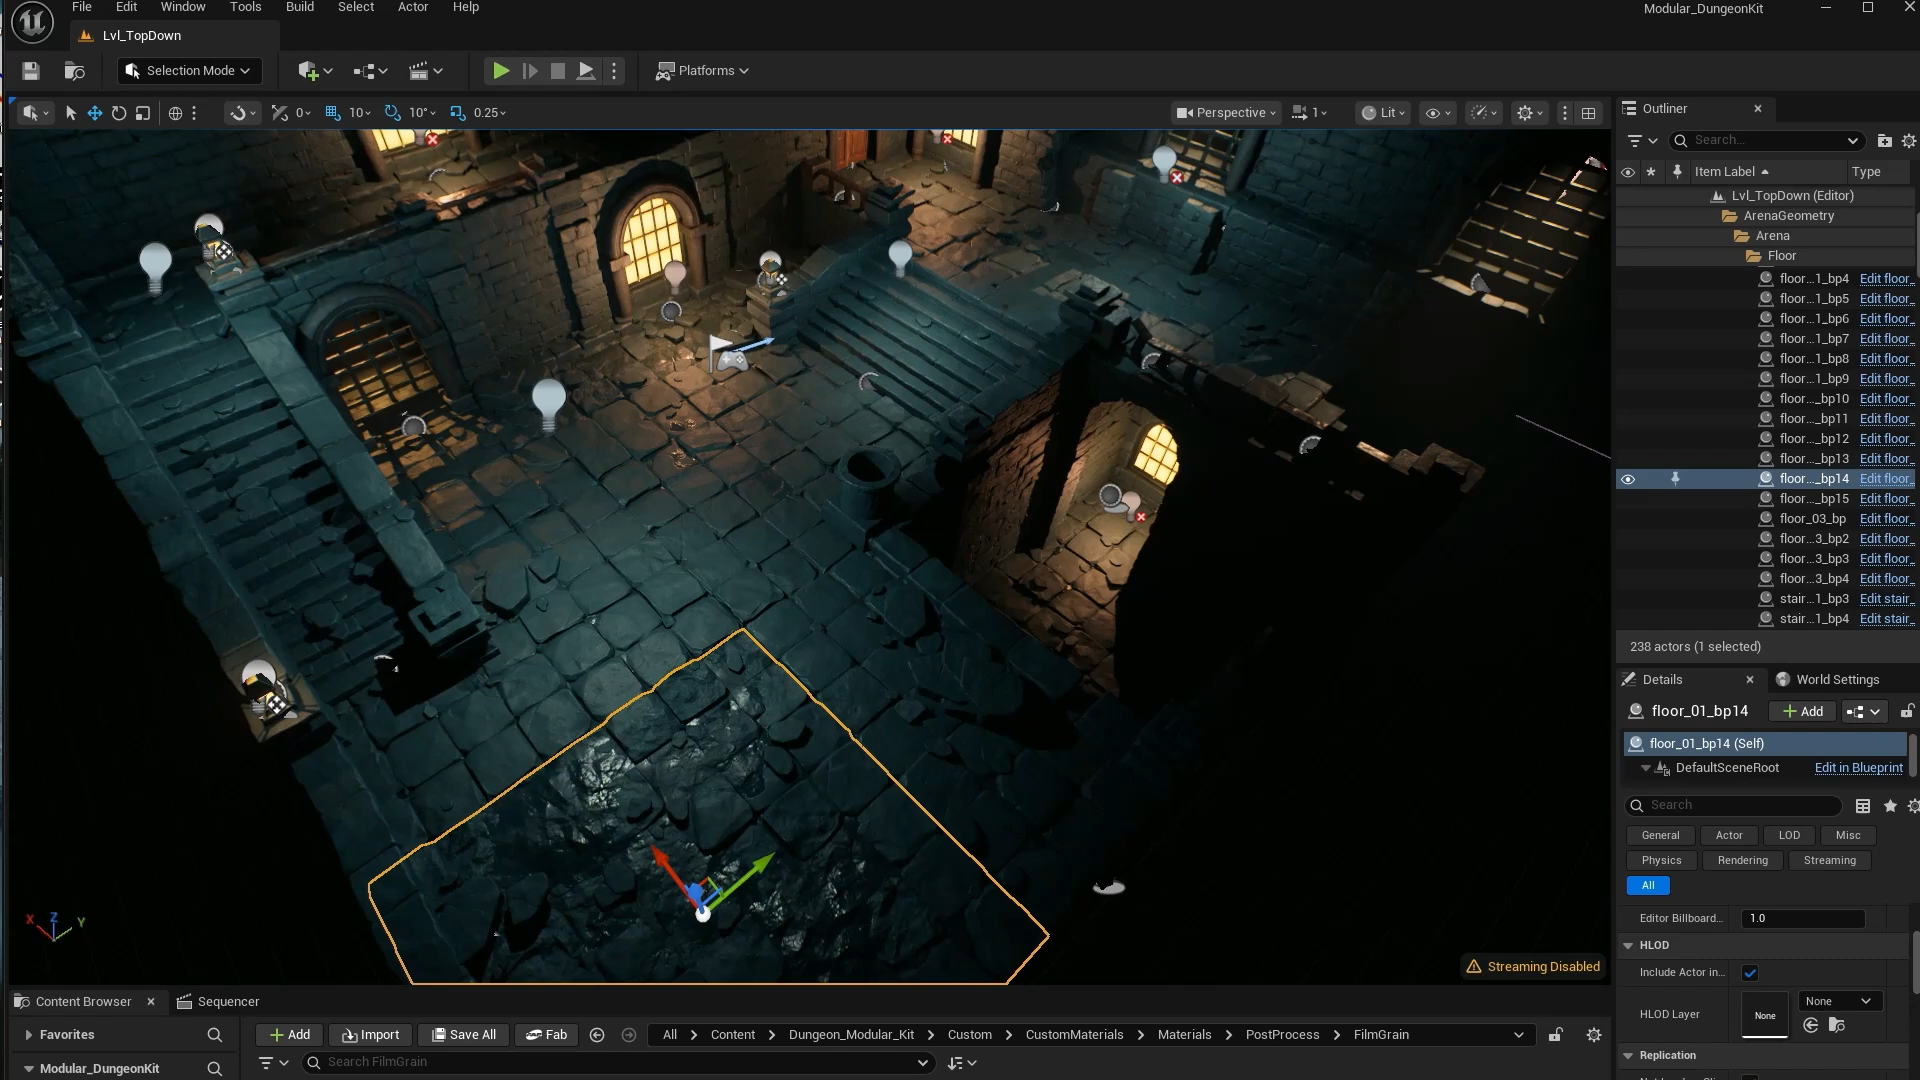 File Edit Window Tools Build Select Actor Help
Modular_DungeonKit
Lvl_TopDown
Selection Mode
Platforms
0 10 10° 0.25
Perspective 1 Lit
Outliner
Search...
Item Label Type
Lvl_TopDown (Editor)
ArenaGeometry
Arena
Floor
floor...1_bp4 Edit floor_
floor...1_bp5 Edit floor_
floor...1_bp6 Edit floor_
floor...1_bp7 Edit floor_
floor...1_bp8 Edit floor_
floor...1_bp9 Edit floor_
floor..._bp10 Edit floor_
floor..._bp11 Edit floor_
floor..._bp12 Edit floor_
floor..._bp13 Edit floor_
floor..._bp14 Edit floor_
floor..._bp15 Edit floor_
floor_03_bp Edit floor_
floor...3_bp2 Edit floor_
floor...3_bp3 Edit floor_
floor...3_bp4 Edit floor_
stair...1_bp3 Edit stair_
stair...1_bp4 Edit stair_
238 actors (1 selected)
Details World Settings
floor_01_bp14 Add
floor_01_bp14 (Self)
DefaultSceneRoot Edit in Blueprint
Search
General Actor LOD Misc
Physics Rendering Streaming
All
Editor Billboard... 1.0
HLOD
Include Actor in...
HLOD Layer None None
Replication
X Z Y
Streaming Disabled
Content Browser Sequencer
Favorites
Modular_DungeonKit
Add Import Save All Fab
All Content Dungeon_Modular_Kit Custom CustomMaterials Materials PostProcess FilmGrain
Search FilmGrain